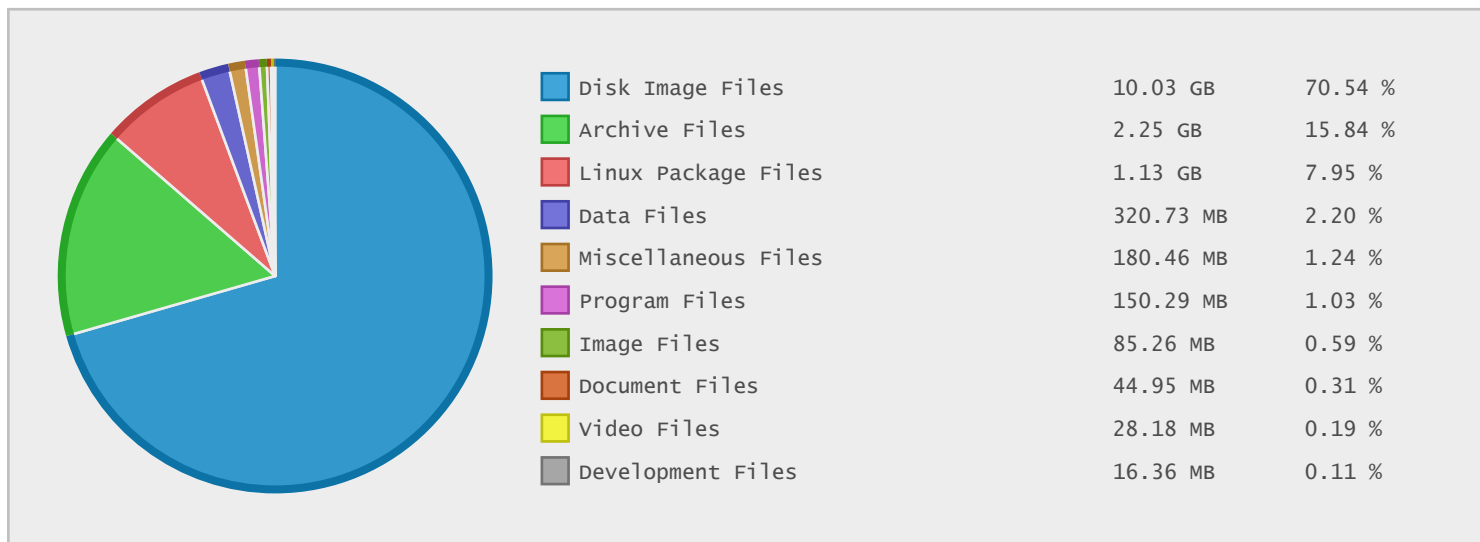 Disk Image Files 10.03 GB 70.54 %
Archive Files 2.25 GB 15.84 %
Linux Package Files 1.13 GB 7.95 %
Data Files 320.73 MB 2.20 %
Miscellaneous Files 180.46 MB 1.24 %
Program Files 150.29 MB 1.03 %
Image Files 85.26 MB 0.59 %
Document Files 44.95 MB 0.31 %
Video Files 28.18 MB 0.19 %
Development Files 16.36 MB 0.11 %